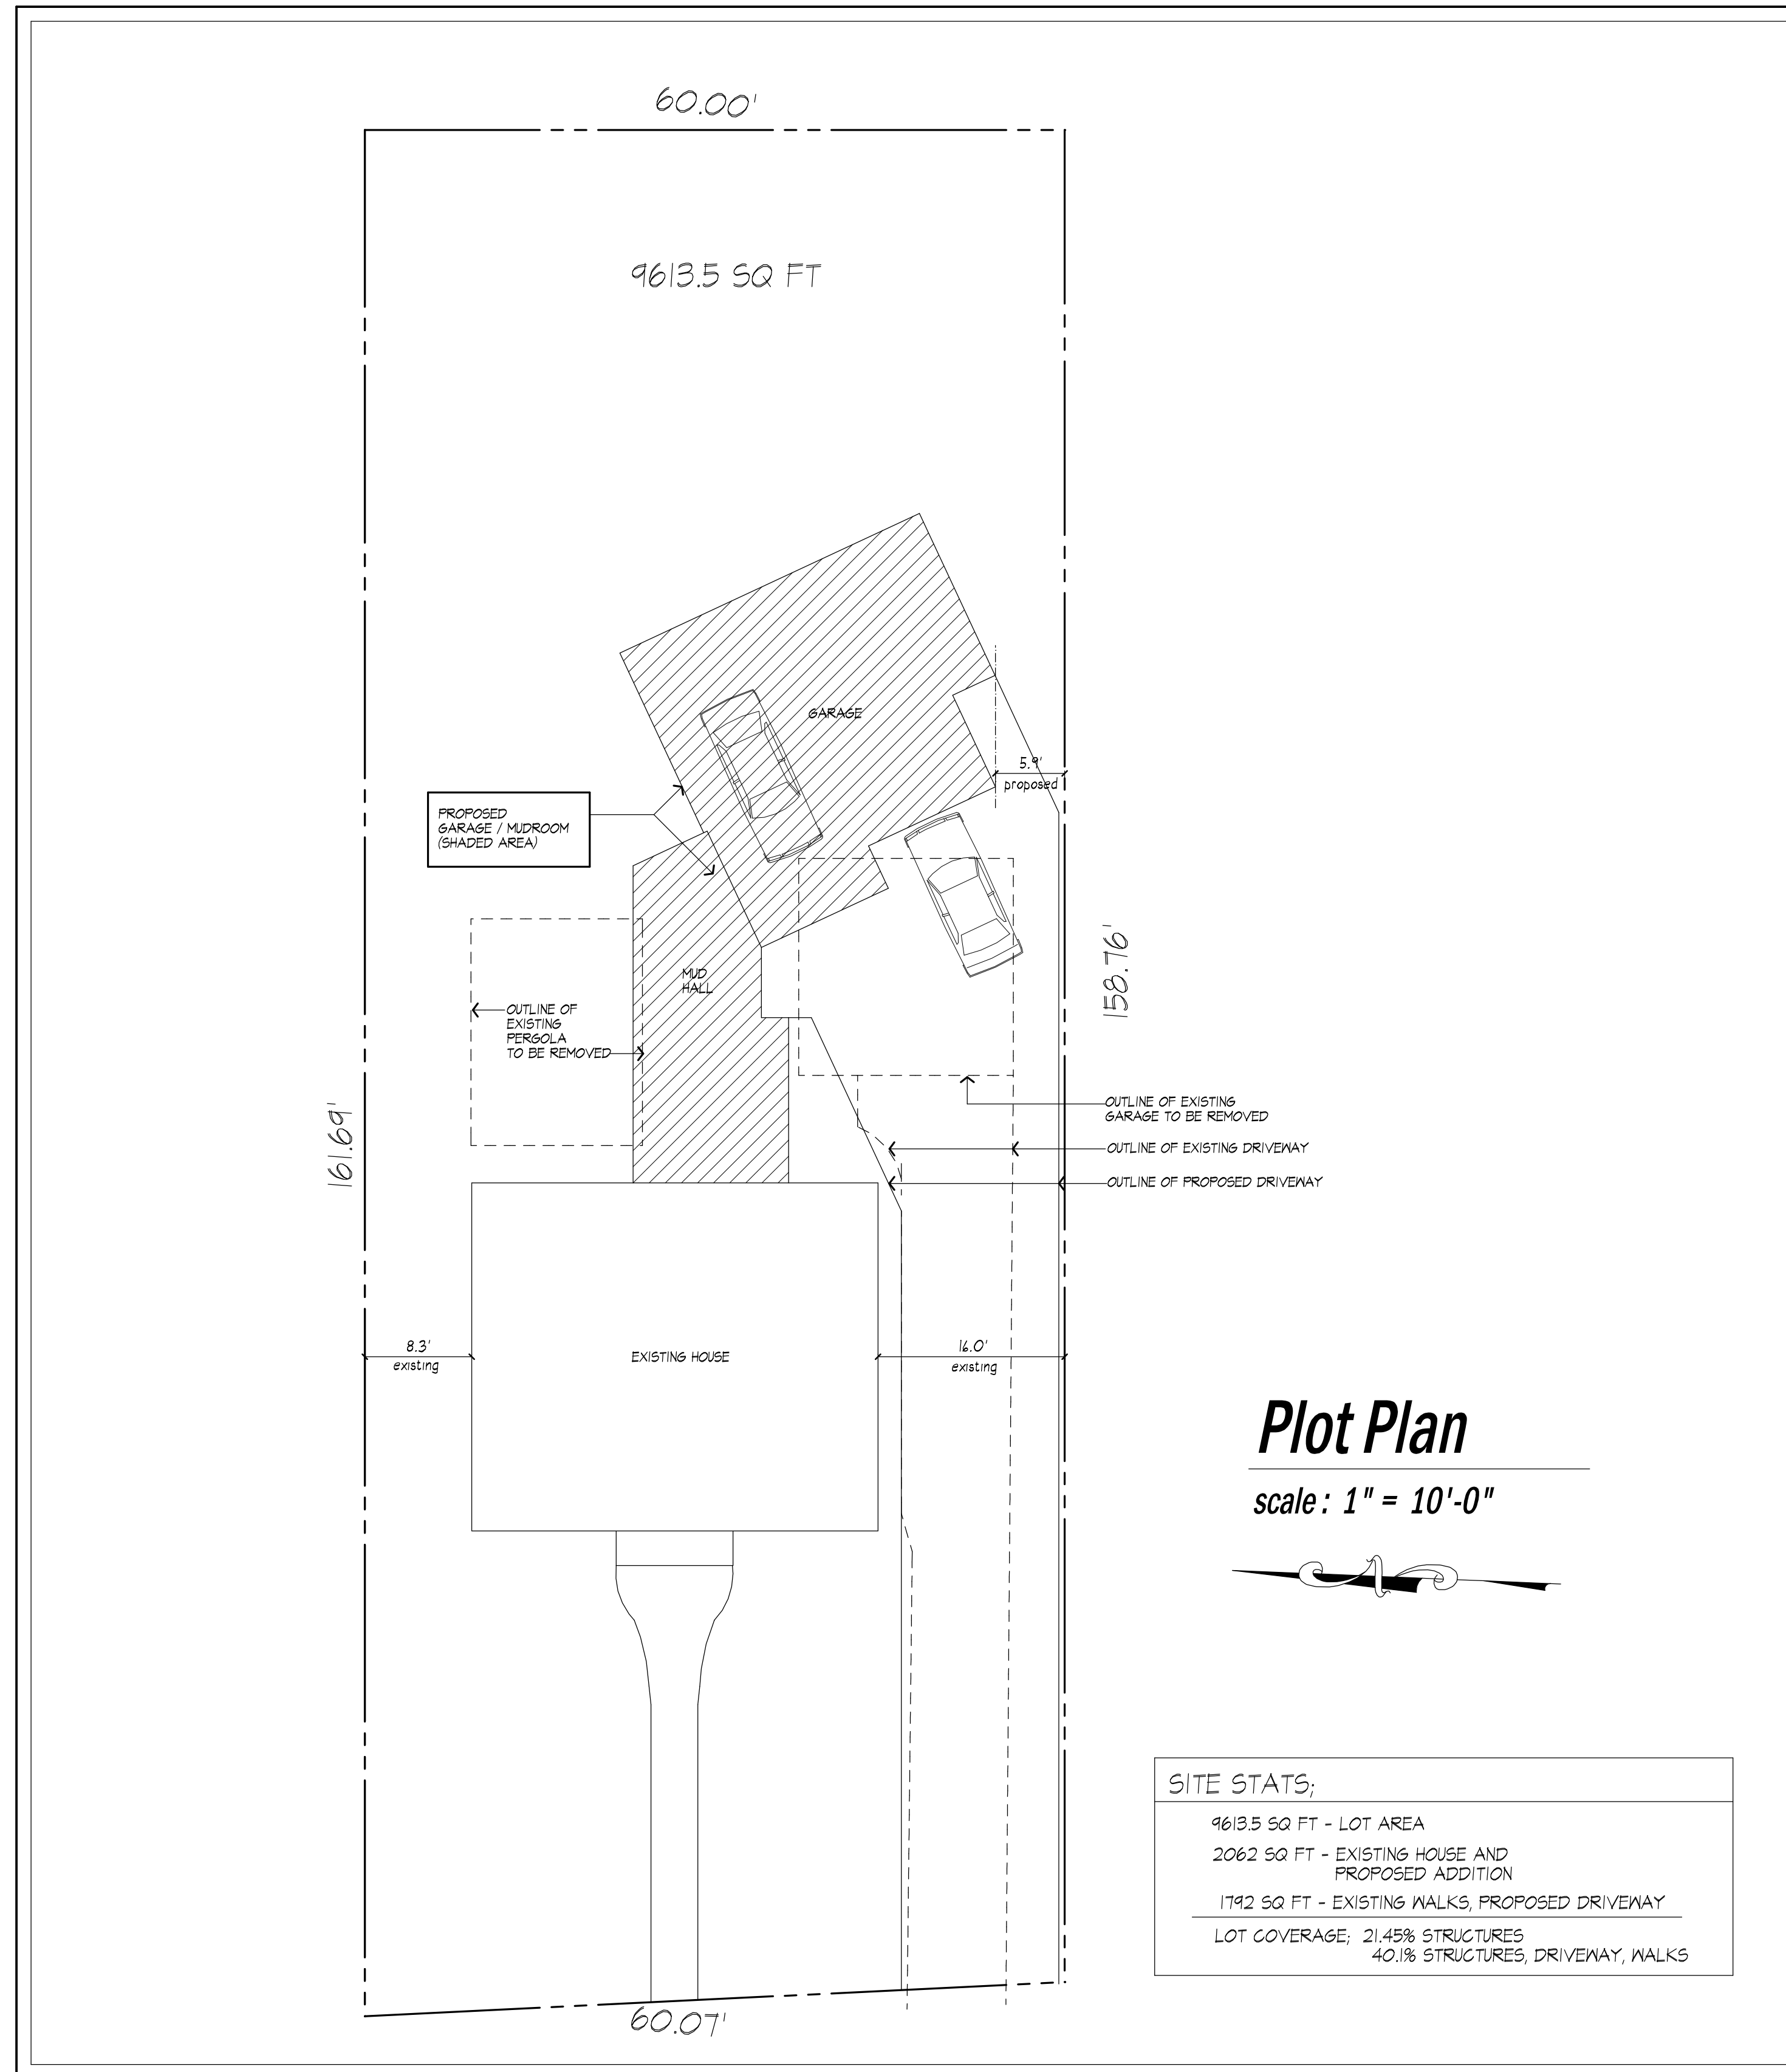 60.00'
9613.5 SQ FT
GARAGE
5.9'
proposed
PROPOSED
GARAGE / MUDROOM
(SHADED AREA)
158.76'
MUD
HALL
OUTLINE OF
EXISTING
PERGOLA
TO BE REMOVED
161.69'
OUTLINE OF EXISTING
GARAGE TO BE REMOVED
OUTLINE OF EXISTING DRIVEWAY
OUTLINE OF PROPOSED DRIVEWAY
8.3'
existing
EXISTING HOUSE
16.0'
existing
Plot Plan
scale : 1" = 10'-0"
N
SITE STATS;
9613.5 SQ FT - LOT AREA
2062 SQ FT - EXISTING HOUSE AND
PROPOSED ADDITION
1792 SQ FT - EXISTING WALKS, PROPOSED DRIVEWAY
LOT COVERAGE; 21.45% STRUCTURES
40.1% STRUCTURES, DRIVEWAY, WALKS
60.07'